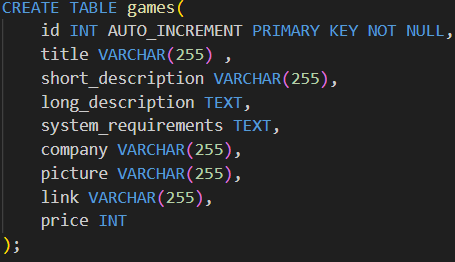 CREATE TABLE games(
    id INT AUTO_INCREMENT PRIMARY KEY NOT NULL,
    title VARCHAR(255) ,
    short_description VARCHAR(255),
    long_description TEXT,
    system_requirements TEXT,
    company VARCHAR(255),
    picture VARCHAR(255),
    link VARCHAR(255),
    price INT
);